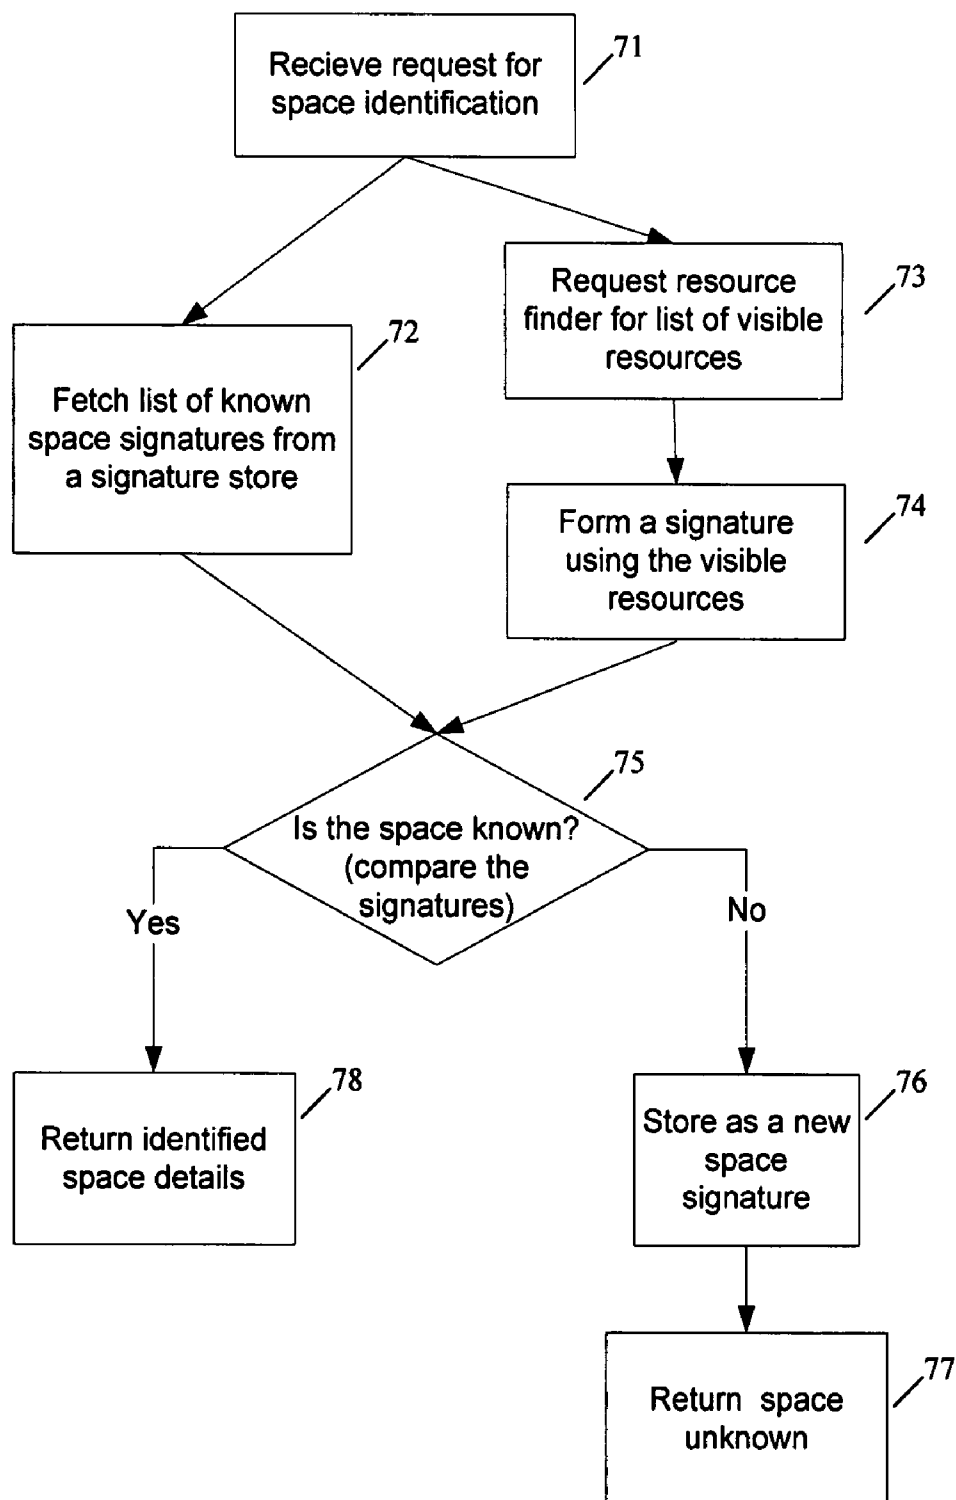 Recieve request for
space identification
71
Request resource
finder for list of visible
resources
73
Fetch list of known
space signatures from
a signature store
72
Form a signature
using the visible
resources
74
Is the space known?
(compare the
signatures)
75
Yes
No
Return identified
space details
78
Store as a new
space
signature
76
Return space
unknown
77